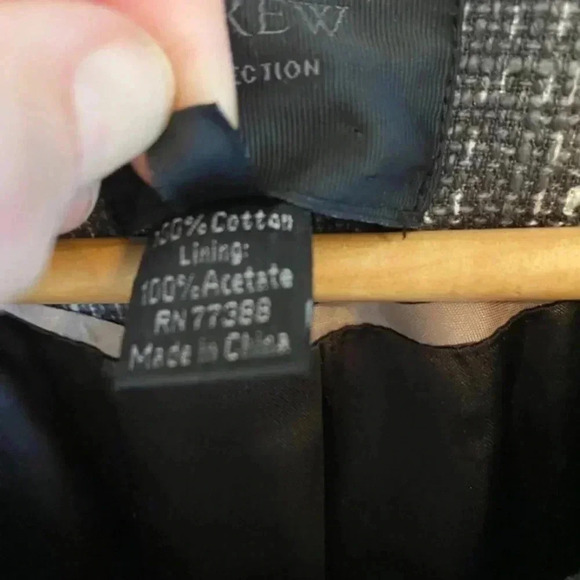 REW
ECTION
100% Cotton
Lining:
100% Acetate
RN 77388
Made in China